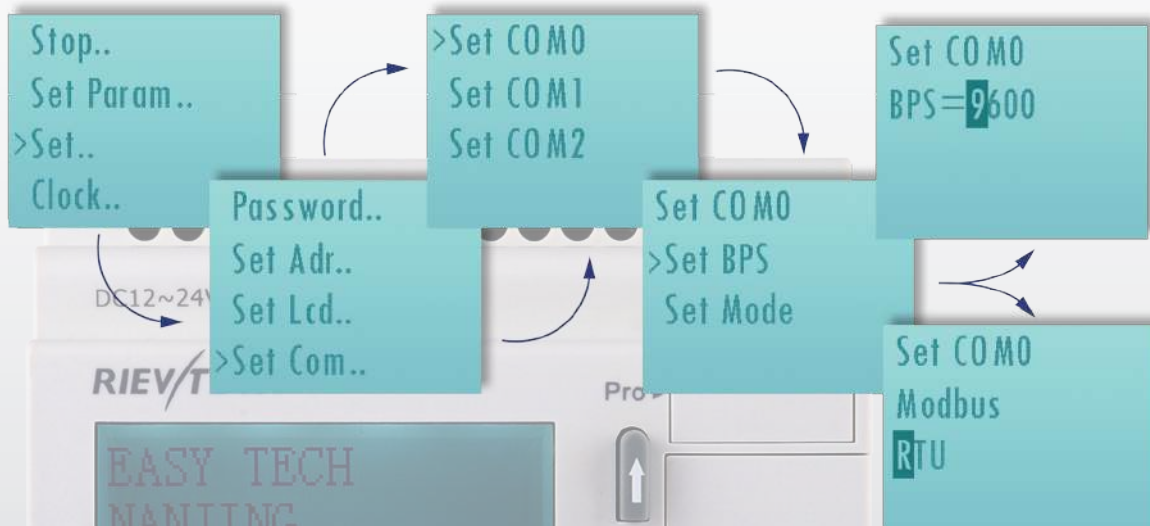 Stop..
Set Param..
>Set..
Clock..
Password..
Set Adr..
Set Lcd..
>Set Com..
>Set COM0
Set COM1
Set COM2
Set COM0
>Set BPS
Set Mode
Set COM0
BPS=9600
Set COM0
Modbus
RTU
DC12~24V
Pro
EASY TECH
NANJING